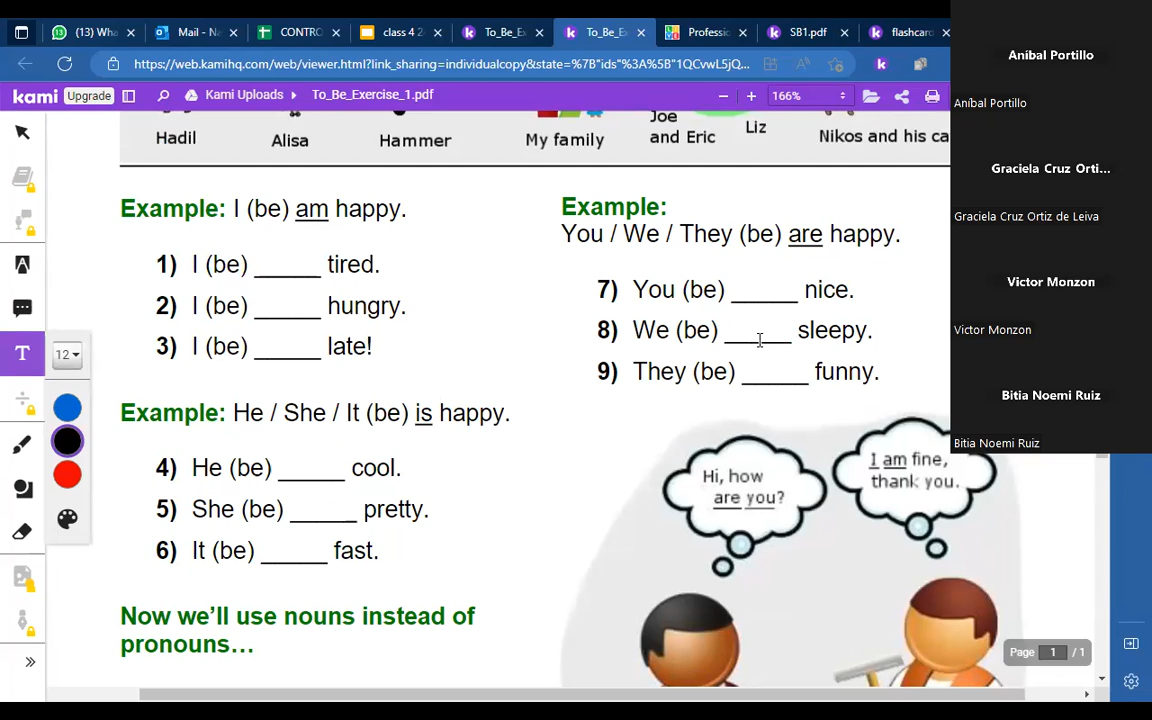 (13) Wha
Mail - Na
CONTRO
class 4 2
To_Be_Ex
To_Be_Ex
Professio
SB1.pdf
flashcard
https://web.kamihq.com/web/viewer.html?link_sharing=individualcopy&state=%7B"ids"%3A%5B"1QCvwL5jQ...
kami Upgrade
Kami Uploads
To_Be_Exercise_1.pdf
166%
Hadil
Alisa
Hammer
My family
Joe
and Eric
Liz
Nikos and his ca
Example: I (be) am happy.
1) I (be) _____ tired.
2) I (be) _____ hungry.
3) I (be) _____ late!
Example: He / She / It (be) is happy.
4) He (be) _____ cool.
5) She (be) _____ pretty.
6) It (be) _____ fast.
Now we'll use nouns instead of
pronouns…
Example:
You / We / They (be) are happy.
7) You (be) _____ nice.
8) We (be) _____ sleepy.
9) They (be) _____ funny.
Hi, how
are you?
I am fine,
thank you.
12
Page 1 / 1
Aníbal Portillo
Aníbal Portillo
Graciela Cruz Orti...
Graciela Cruz Ortiz de Leiva
Victor Monzon
Victor Monzon
Bitia Noemi Ruiz
Bitia Noemi Ruiz